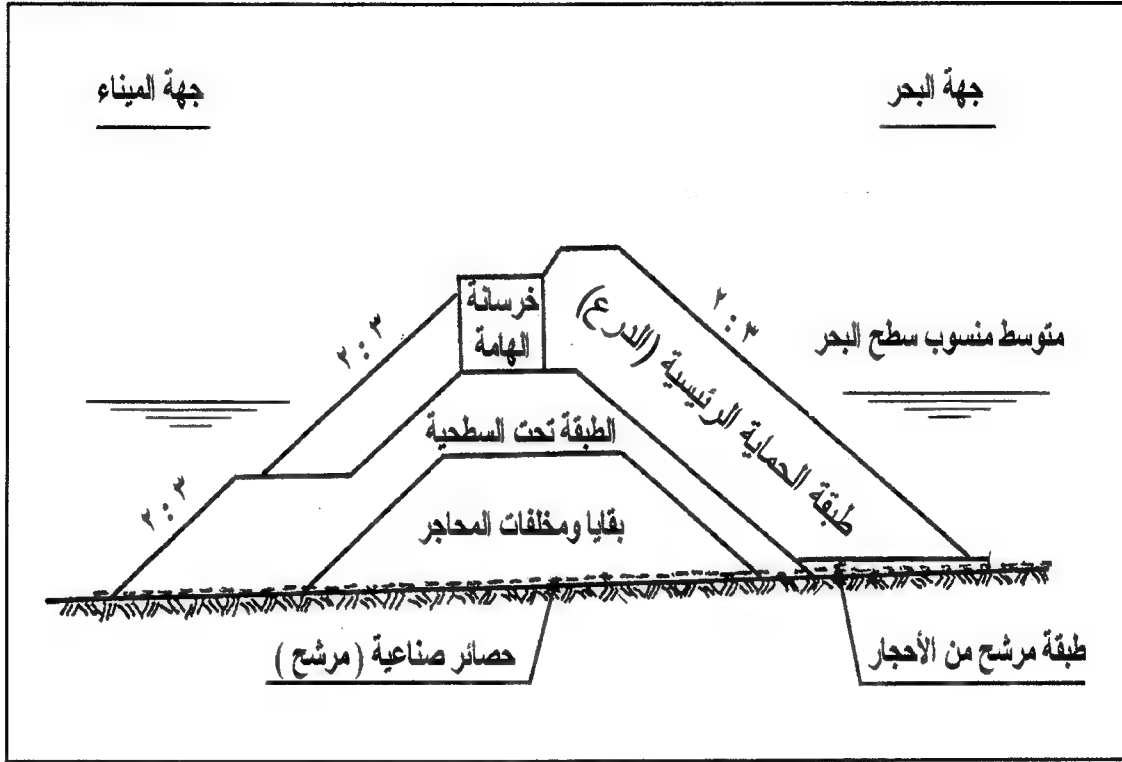 جهة البحر
جهة الميناء
خرسانة
الهامة
طبقة الحماية الرئيسية (الدرع)
٢ : ٣
٢ : ٣
متوسط منسوب سطح البحر
الطبقة تحت السطحية
٢ : ٣
بقايا ومخلفات المحاجر
طبقة مرشح من الأحجار
حصائر صناعية ( مرشح )